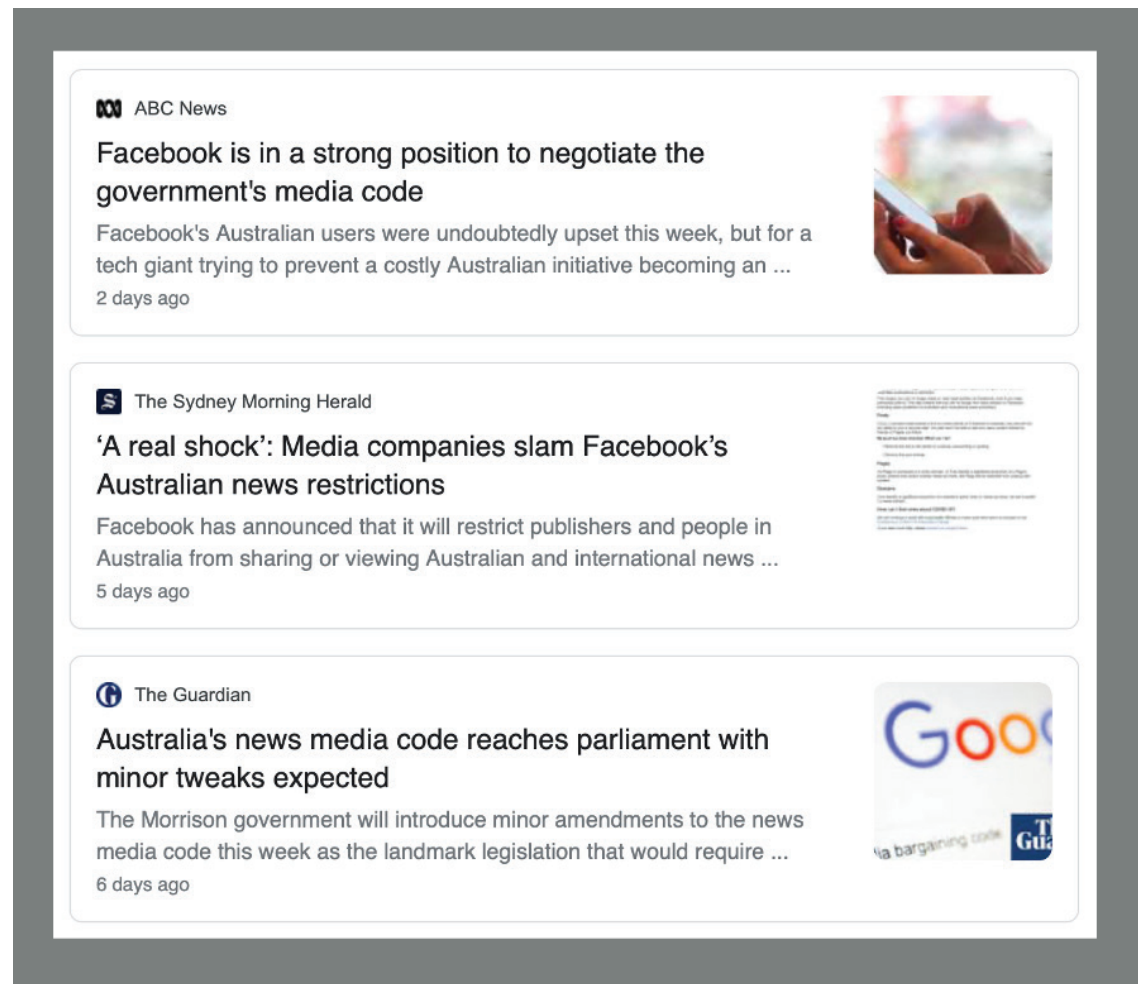 ABC News
Facebook is in a strong position to negotiate the
government's media code
Facebook's Australian users were undoubtedly upset this week, but for a
tech giant trying to prevent a costly Australian initiative becoming an ...
2 days ago
The Sydney Morning Herald
‘A real shock’: Media companies slam Facebook’s
Australian news restrictions
Facebook has announced that it will restrict publishers and people in
Australia from sharing or viewing Australian and international news ...
5 days ago
The Guardian
Australia's news media code reaches parliament with
minor tweaks expected
The Morrison government will introduce minor amendments to the news
media code this week as the landmark legislation that would require ...
6 days ago
Goo
ia bargaining code